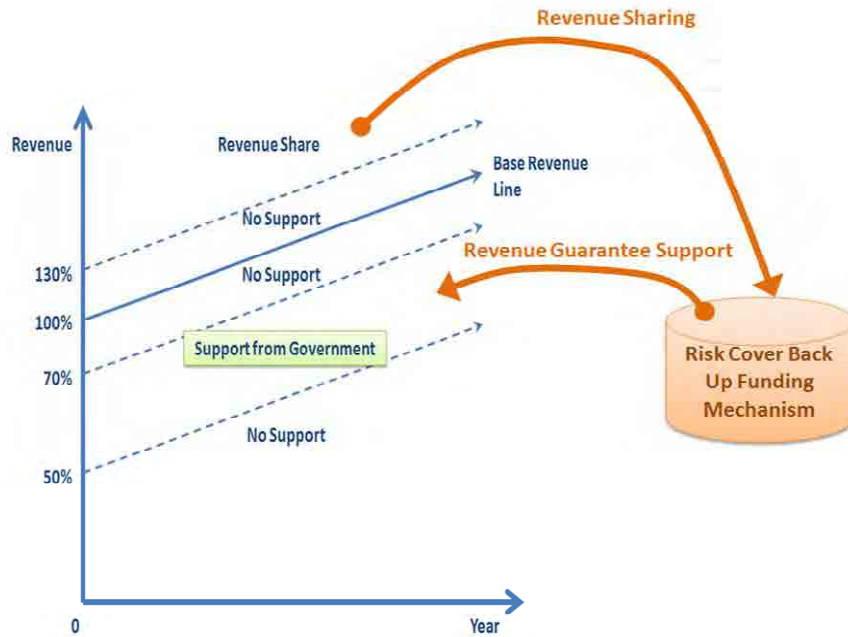 Revenue Sharing
Revenue
Revenue Share
Base Revenue
Line
No Support
Revenue Guarantee Support
130%
No Support
100%
Support from Government
70%
Risk Cover Back
Up Funding
Mechanism
No Support
50%
0
Year